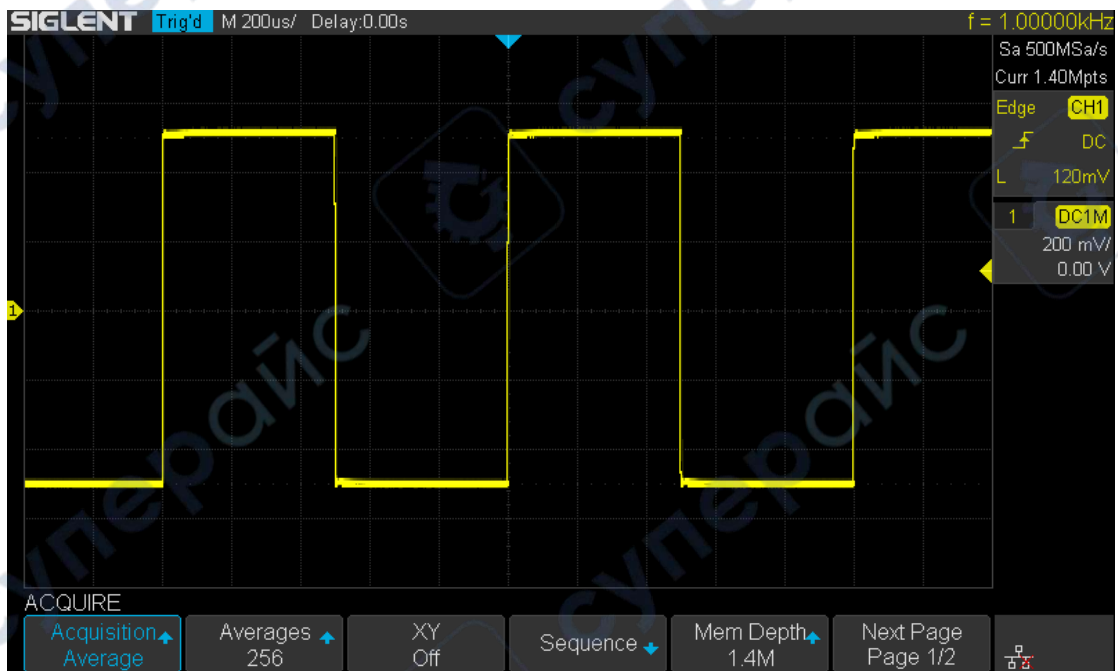 SIGLENT Trig'd M 200us/ Delay:0.00s f = 1.00000kHz
Sa 500MSa/s
Curr 1.40Mpts
Edge CH1
DC
L 120mV
1 DC1M
200 mV/
0.00 V
1
ACQUIRE
Acquisition Averages XY Sequence Mem Depth Next Page
Average 256 Off 1.4M Page 1/2
суперайс
суперайс
суперайс
суперайс